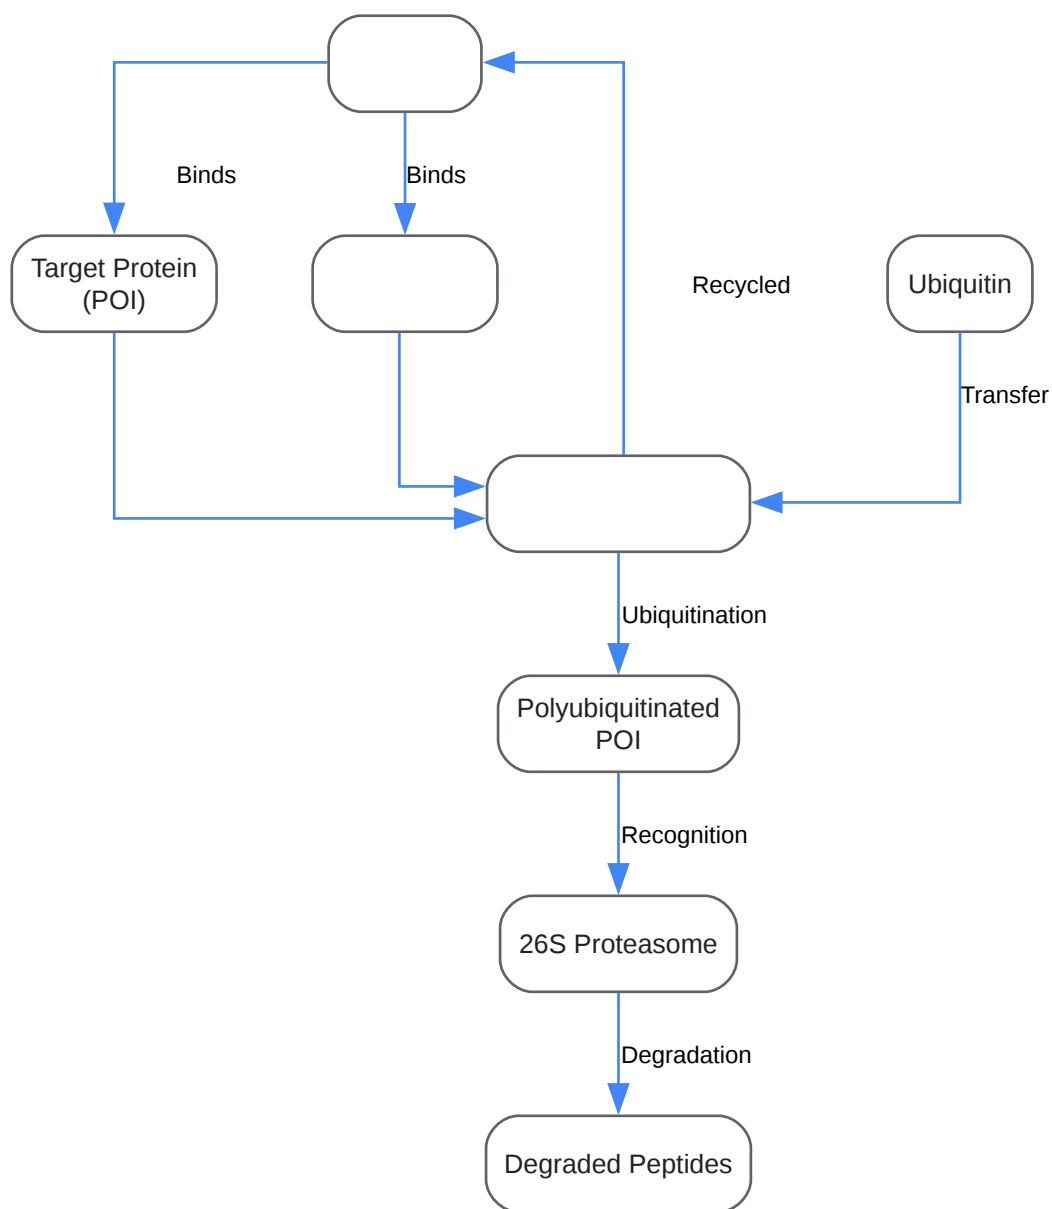 Binds
Binds
Target Protein
(POI)
Recycled
Ubiquitin
Transfer
Ubiquitination
Polyubiquitinated
POI
Recognition
26S Proteasome
Degradation
Degraded Peptides